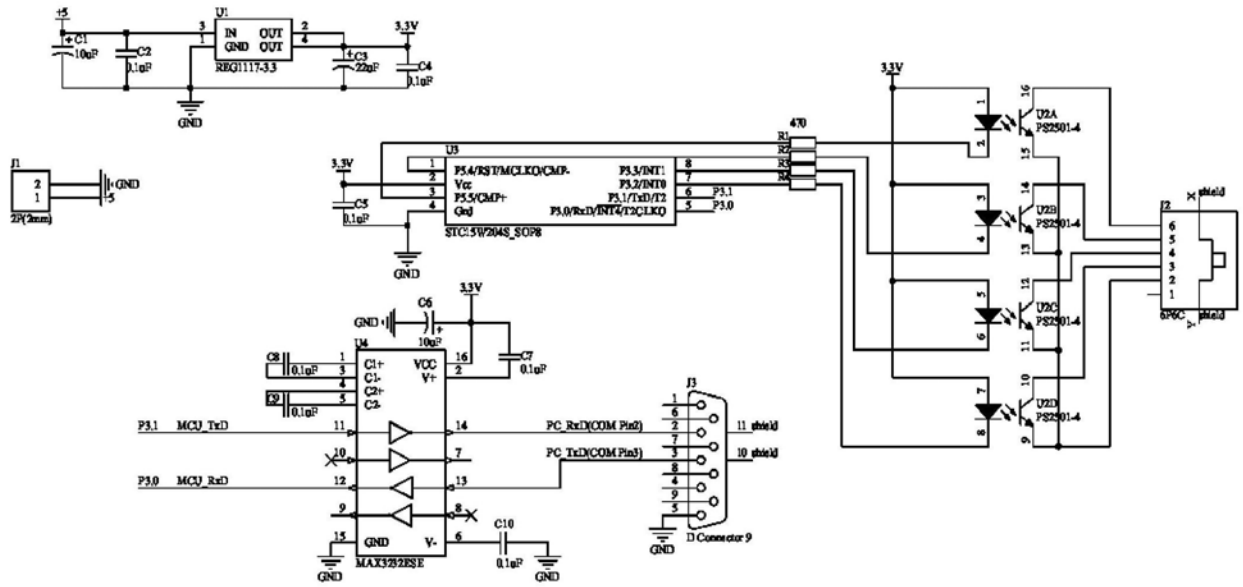 +5
U1
3 IN OUT 2
1 GND OUT 4
REG1117-3.3
C1
10uF
C2
0.1uF
C3
22uF
3.3V
C4
0.1uF
GND
J1
2
1
2P(2mm)
GND
+5
3.3V
C5
0.1uF
GND
U3
1 P5.4/RST/MCLKO/CMP- P3.3/INT1 8
2 Vcc P3.2/INT0 7
3 P5.5/CMP+ P3.1/TxD/T2 6 P3.1
4 Gnd P3.0/RxD/INT4/T2CLKO 5 P3.0
STC15W204S_SOP8
470
R1
R2
R3
R4
3.3V
1
2
16
15
U2A
PS2501-4
3
4
14
13
U2B
PS2501-4
5
6
12
11
U2C
PS2501-4
7
8
10
9
U2D
PS2501-4
J2
X shield
6
5
4
3
2
1
6P6C
Y shield
3.3V
GND
C6
10uF
C7
0.1uF
U4
C8
0.1uF
C9
0.1uF
1 C1+ VCC 16
3 C1- V+ 2
4 C2+
5 C2-
P3.1 MCU_TxD 11 14 PC_RxD(COM Pin2)
10 7 PC_TxD(COM Pin3)
P3.0 MCU_RxD 12 13
9 8
15 GND V- 6
MAX3232ESE
GND
C10
0.1uF
GND
J3
1
6
2
7
3
8
4
9
5
11 shield
10 shield
GND
D Connector 9